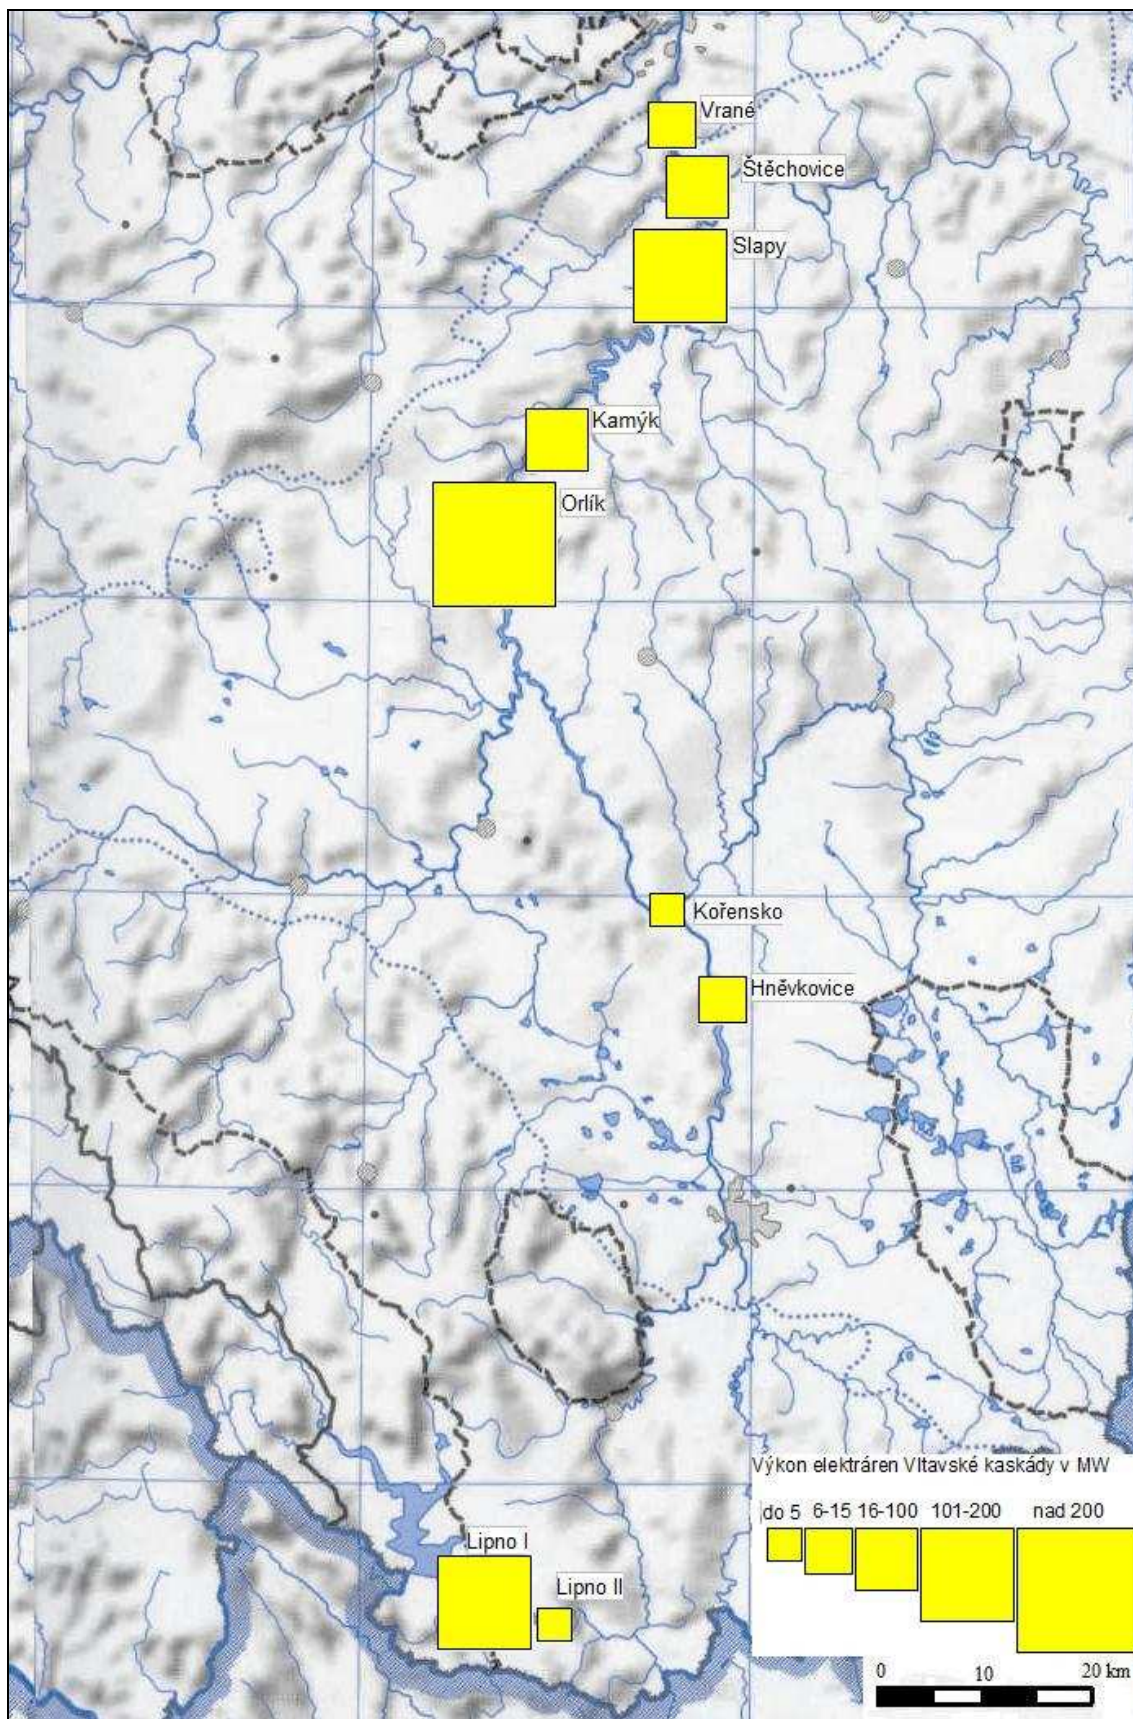 Vrané
Štěchovice
Slapy
Kamýk
Orlík
Kořensko
Hněvkovice
Výkon elektráren Vltavské kaskády v MW
do 5 6-15 16-100 101-200 nad 200
Lipno I
Lipno II
0 10 20 km